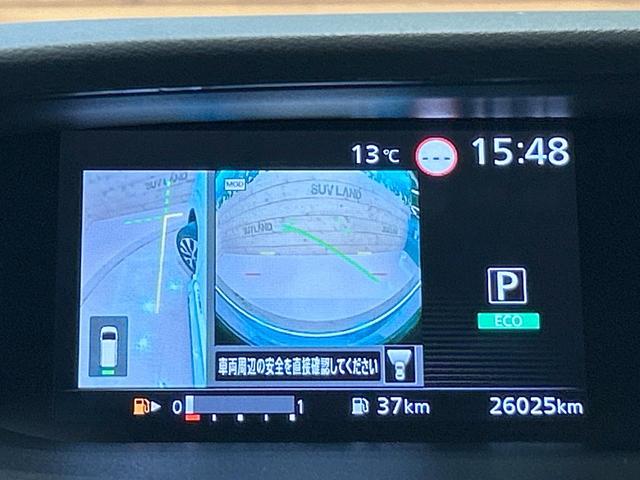 13℃
---
15:48
MOD
SUV LAND
SUV LAND
P
ECO
車両周辺の安全を直接確認してください
0
1
37km
26025km